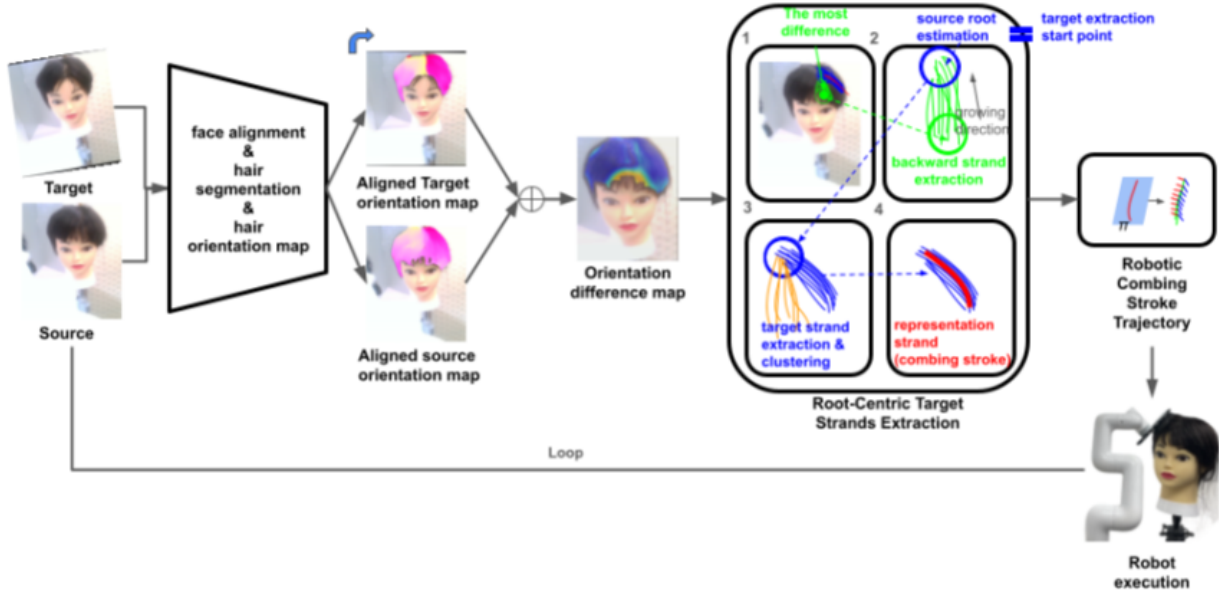 Target
Source
face alignment
&
hair
segmentation
&
hair
orientation map
Aligned Target
orientation map
Aligned source
orientation map
Orientation
difference map
1
The most
difference
2
source root
estimation
=
target extraction
start point
growing
direction
backward strand
extraction
3
target strand
extraction &
clustering
4
representation
strand
(combing stroke)
Root-Centric Target
Strands Extraction
π
Robotic
Combing
Stroke
Trajectory
Loop
Robot
execution